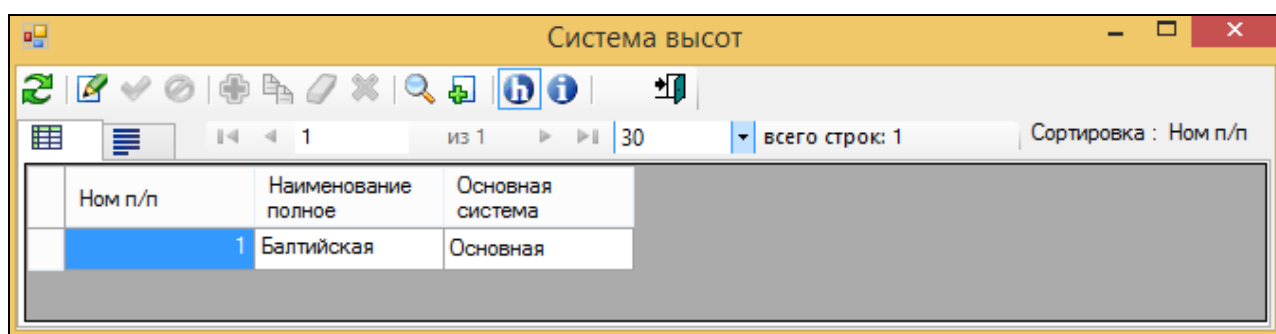 Система высот
1 из 1 30 всего строк: 1 Сортировка : Ном п/п
Ном п/п Наименование полное Основная система
1 Балтийская Основная